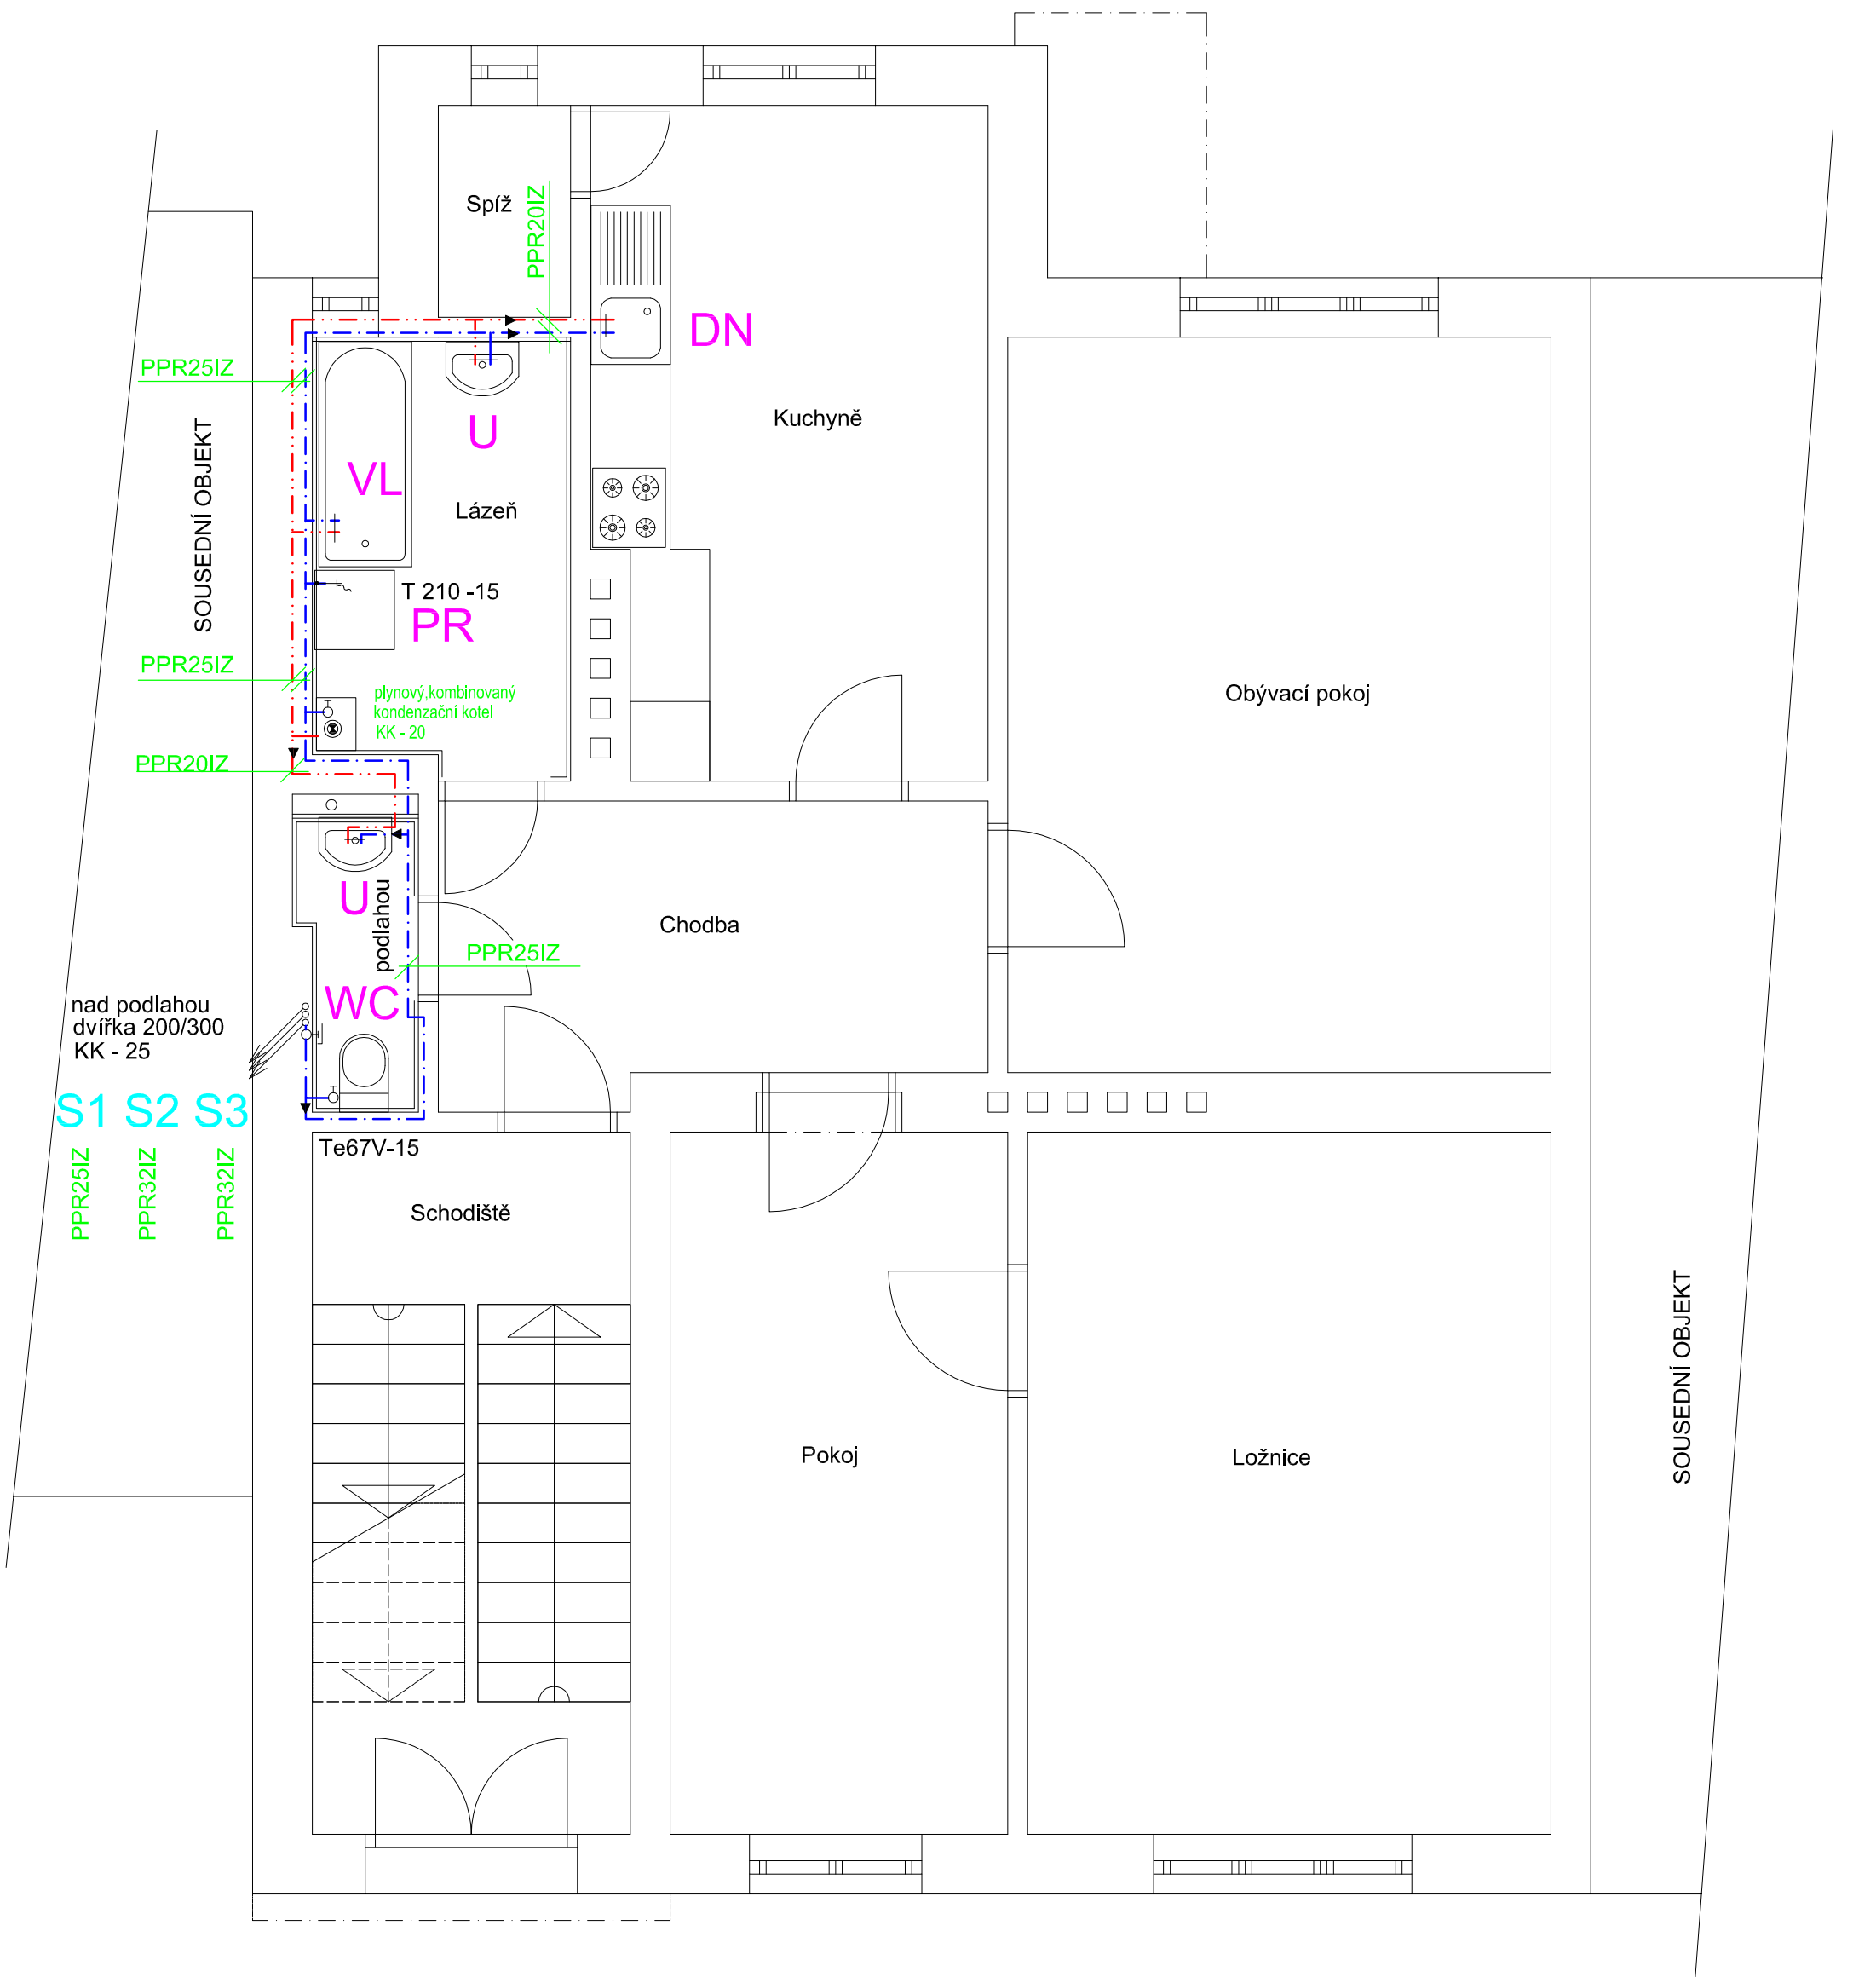 Spíž
PPR20IZ
DN
PPR25IZ
U
Kuchyně
VL
SOUSEDNÍ OBJEKT
Lázeň
T 210 -15
PR
PPR25IZ
plynový,kombinovaný
kondenzační kotel
KK - 20
Obývací pokoj
PPR20IZ
U
podlahou
Chodba
PPR25IZ
WC
nad podlahou
dvířka 200/300
KK - 25
S1 S2 S3
PPR25IZ
PPR32IZ
PPR32IZ
Te67V-15
Schodiště
SOUSEDNÍ OBJEKT
Pokoj
Ložnice